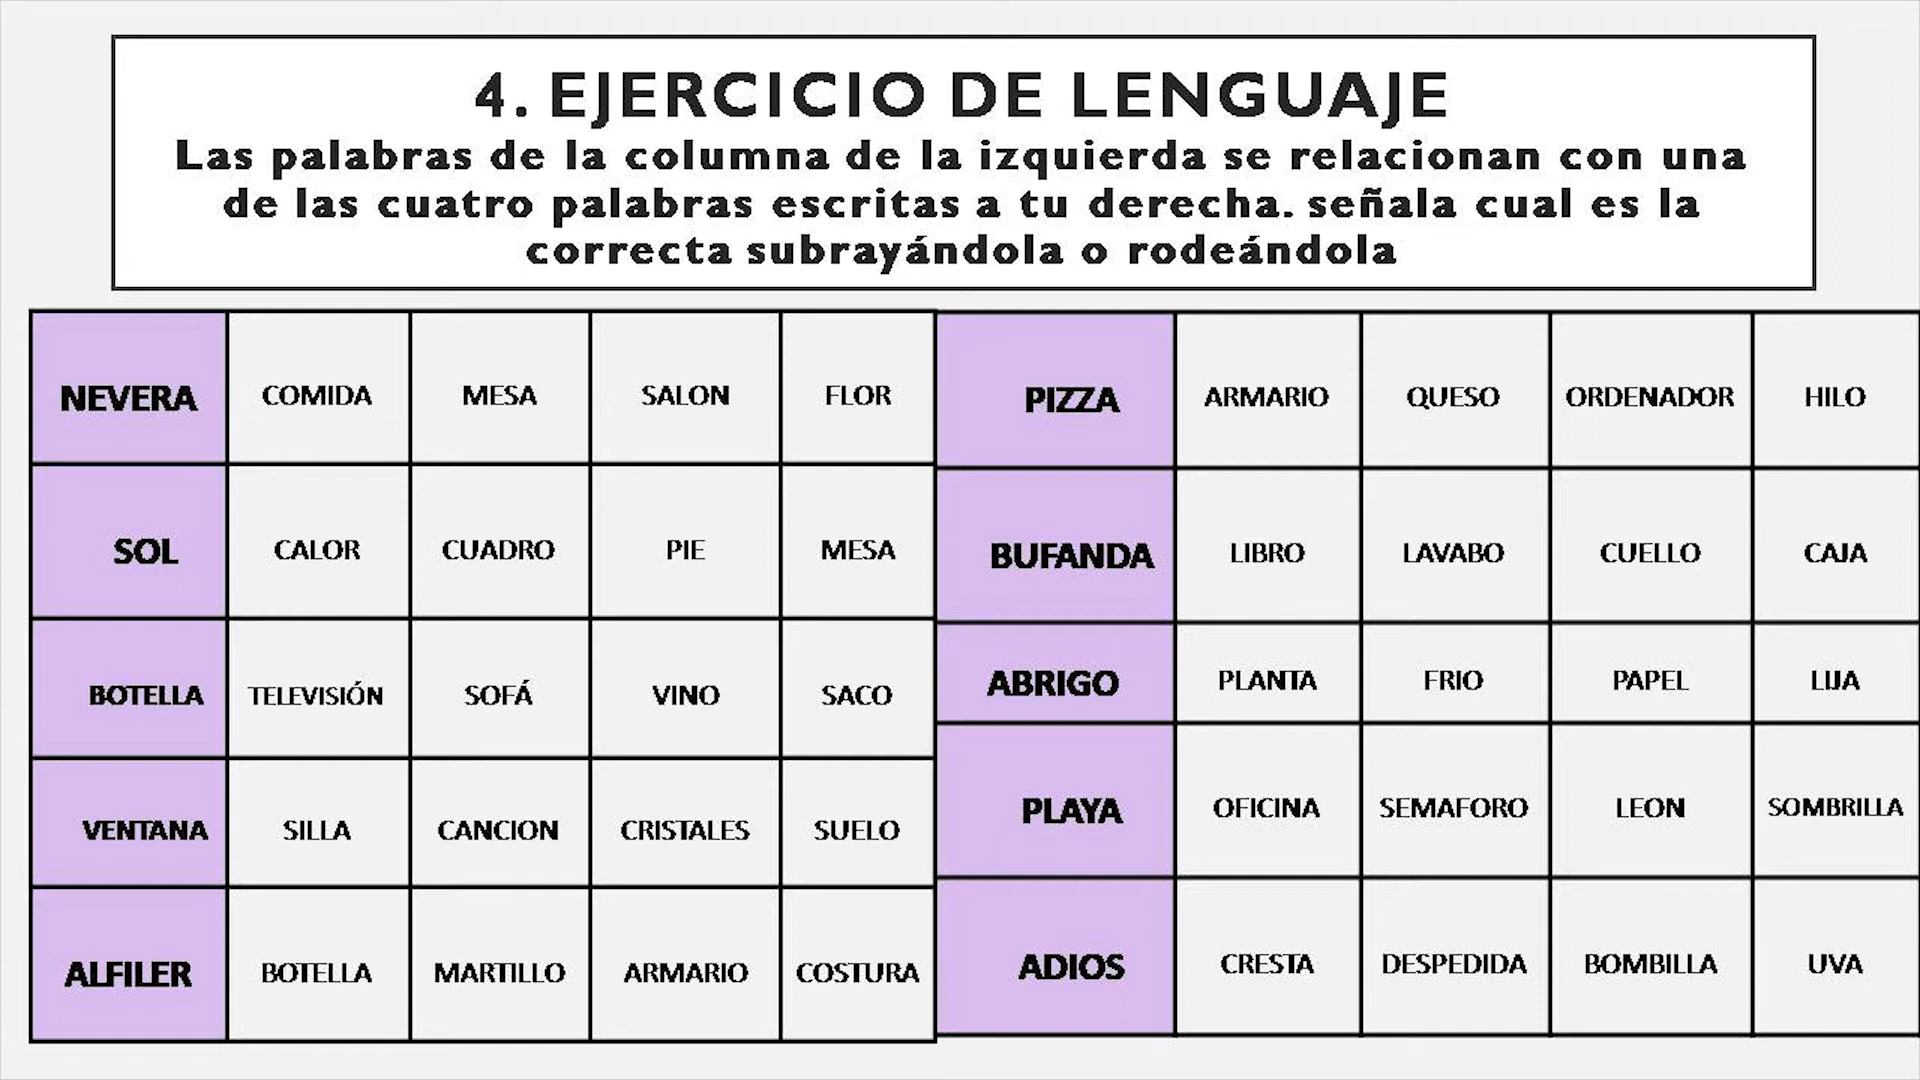 4. EJERCICIO DE LENGUAJE
Las palabras de la columna de la izquierda se relacionan con una
de las cuatro palabras escritas a tu derecha. señala cual es la
correcta subrayándola o rodeándola
NEVERA COMIDA MESA SALON FLOR
SOL CALOR CUADRO PIE MESA
BOTELLA TELEVISIÓN SOFÁ VINO SACO
VENTANA SILLA CANCION CRISTALES SUELO
ALFILER BOTELLA MARTILLO ARMARIO COSTURA
PIZZA ARMARIO QUESO ORDENADOR HILO
BUFANDA LIBRO LAVABO CUELLO CAJA
ABRIGO PLANTA FRIO PAPEL LIJA
PLAYA OFICINA SEMAFORO LEON SOMBRILLA
ADIOS CRESTA DESPEDIDA BOMBILLA UVA